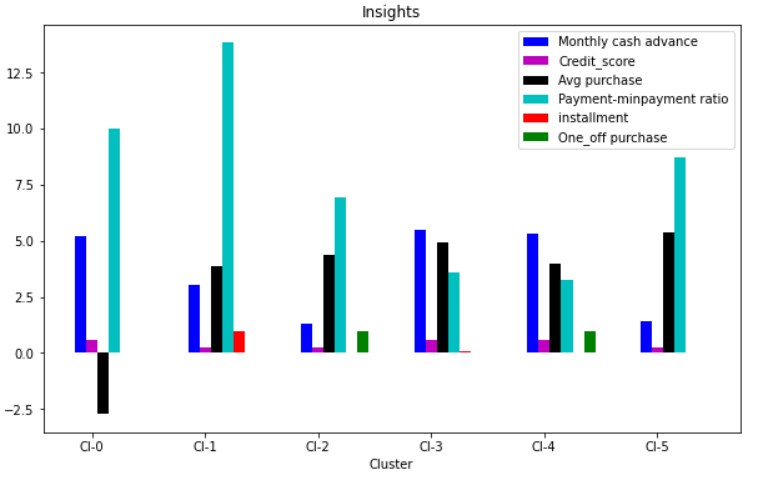 Insights
Monthly cash advance
Credit_score
Avg purchase
Payment-minpayment ratio
installment
One_off purchase
12.5
10.0
7.5
5.0
2.5
0.0
−2.5
Cl-0 Cl-1 Cl-2 Cl-3 Cl-4 Cl-5
Cluster